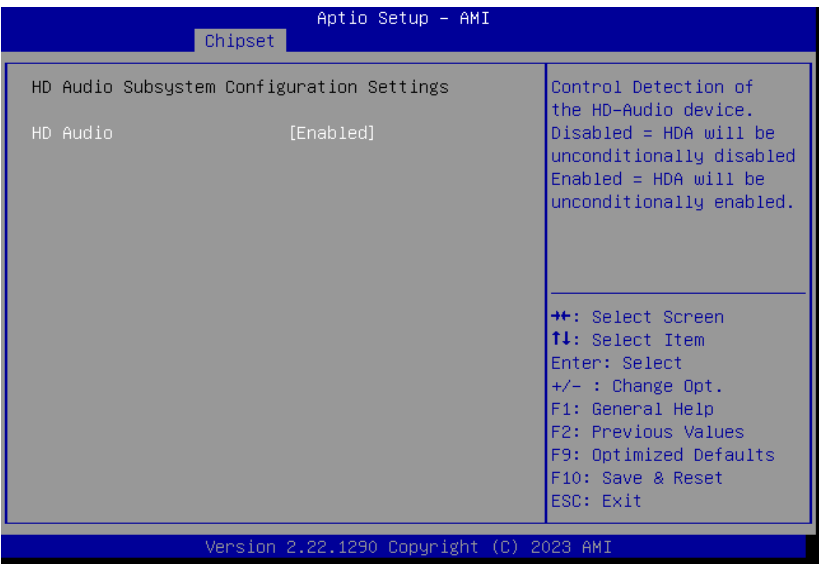 Aptio Setup – AMI
Chipset
HD Audio Subsystem Configuration Settings
HD Audio [Enabled]
Control Detection of
the HD-Audio device.
Disabled = HDA will be
unconditionally disabled
Enabled = HDA will be
unconditionally enabled.
→←: Select Screen
↑↓: Select Item
Enter: Select
+/- : Change Opt.
F1: General Help
F2: Previous Values
F9: Optimized Defaults
F10: Save & Reset
ESC: Exit
Version 2.22.1290 Copyright (C) 2023 AMI